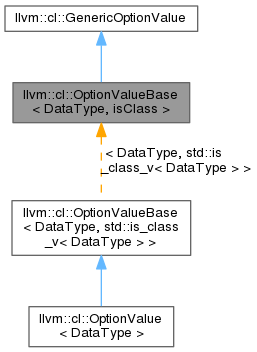 llvm::cl::GenericOptionValue
llvm::cl::OptionValueBase
< DataType, isClass >
< DataType, std::is
_class_v< DataType > >
llvm::cl::OptionValueBase
< DataType, std::is_class
_v< DataType > >
llvm::cl::OptionValue
< DataType >